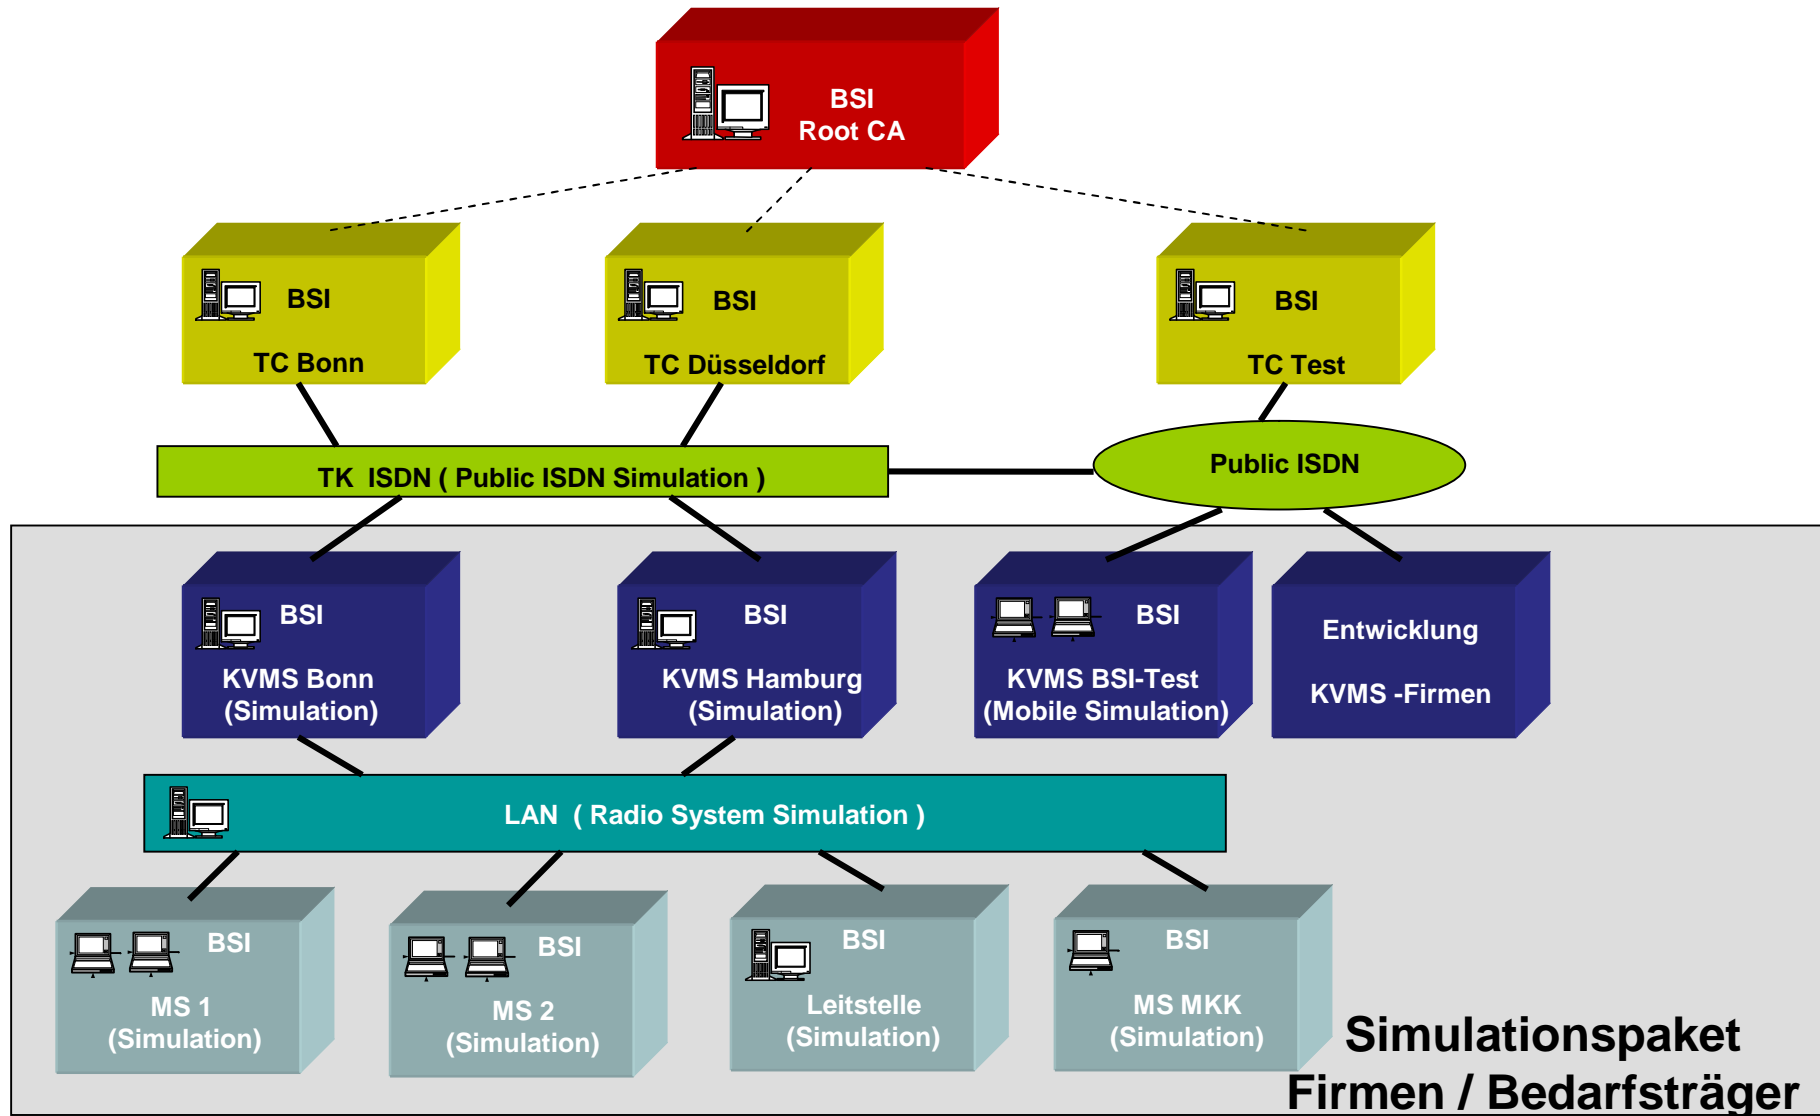 BSI
Root CA
BSI
TC Bonn
BSI
TC Düsseldorf
BSI
TC Test
TK ISDN ( Public ISDN Simulation )
Public ISDN
BSI
KVMS Bonn
(Simulation)
BSI
KVMS Hamburg
(Simulation)
BSI
KVMS BSI-Test
(Mobile Simulation)
Entwicklung
KVMS -Firmen
LAN ( Radio System Simulation )
BSI
MS 1
(Simulation)
BSI
MS 2
(Simulation)
BSI
Leitstelle
(Simulation)
BSI
MS MKK
(Simulation)
Simulationspaket
Firmen / Bedarfsträger